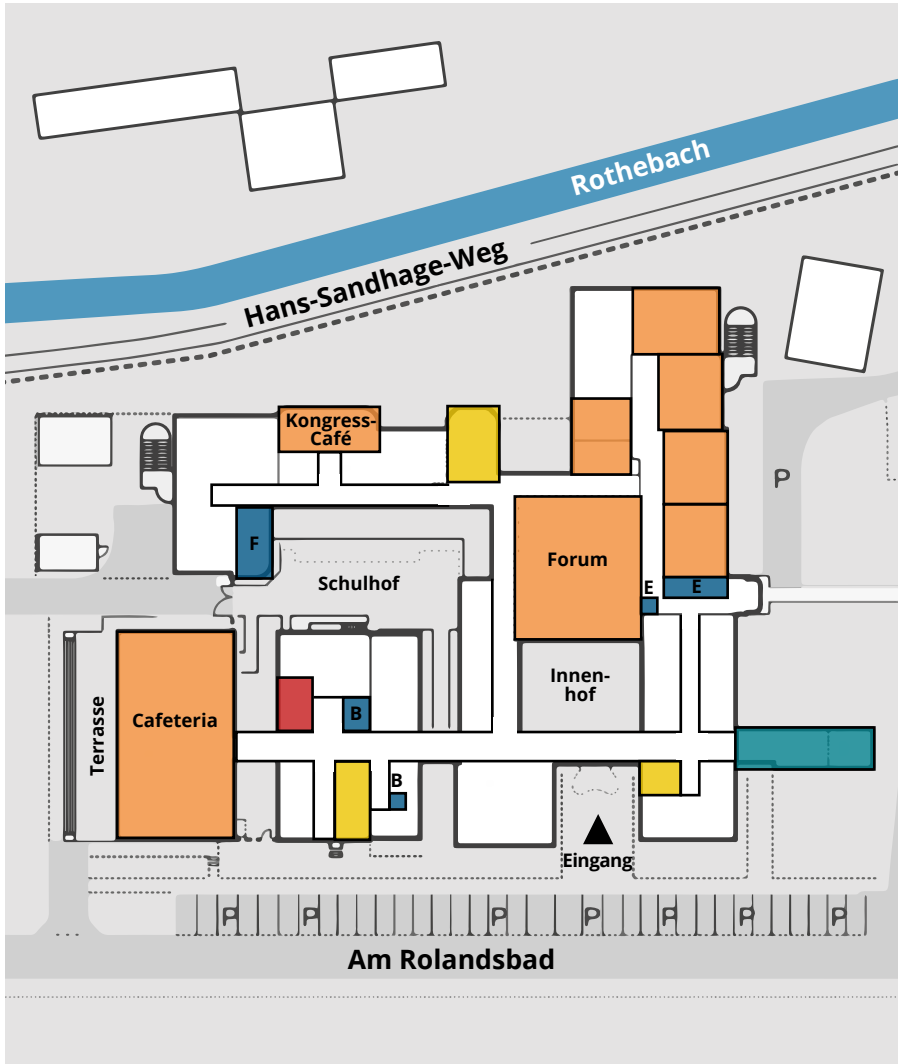 Rothebach
Hans-Sandhage-Weg
Kongress-
Café
P
F
Schulhof
Forum
E
E
Innen-
hof
Terrasse
Cafeteria
B
B
Eingang
P
P
P
P
P
P
P
Am Rolandsbad